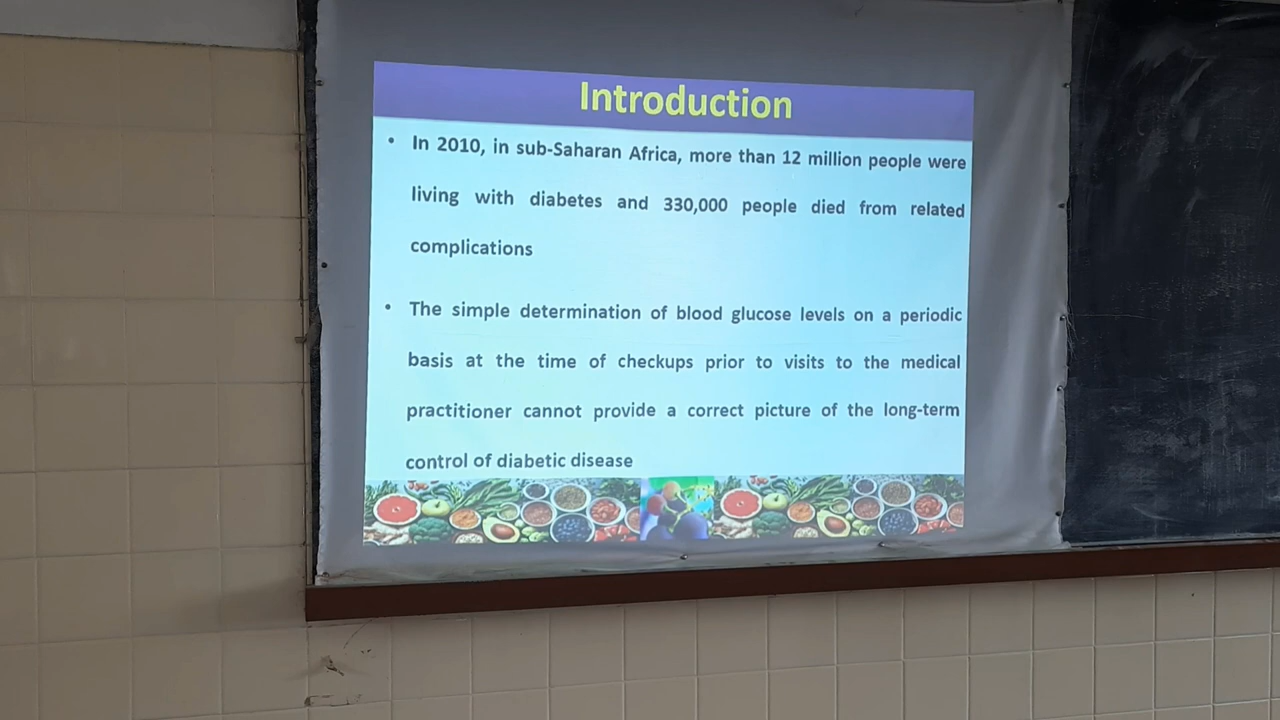 Introduction
• In 2010, in sub-Saharan Africa, more than 12 million people were
living with diabetes and 330,000 people died from related
complications
• The simple determination of blood glucose levels on a periodic
basis at the time of checkups prior to visits to the medical
practitioner cannot provide a correct picture of the long-term
control of diabetic disease